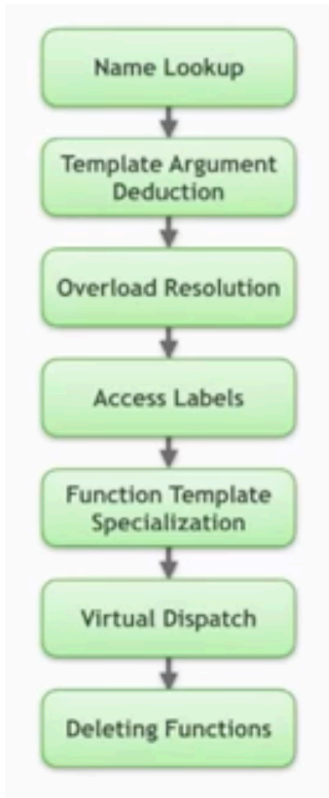 Name Lookup
Template Argument
Deduction
Overload Resolution
Access Labels
Function Template
Specialization
Virtual Dispatch
Deleting Functions